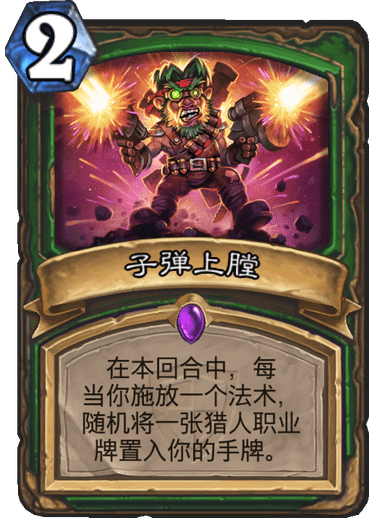 2
子弹上膛
在本回合中，每
当你施放一个法术，
随机将一张猎人职业
牌置入你的手牌。